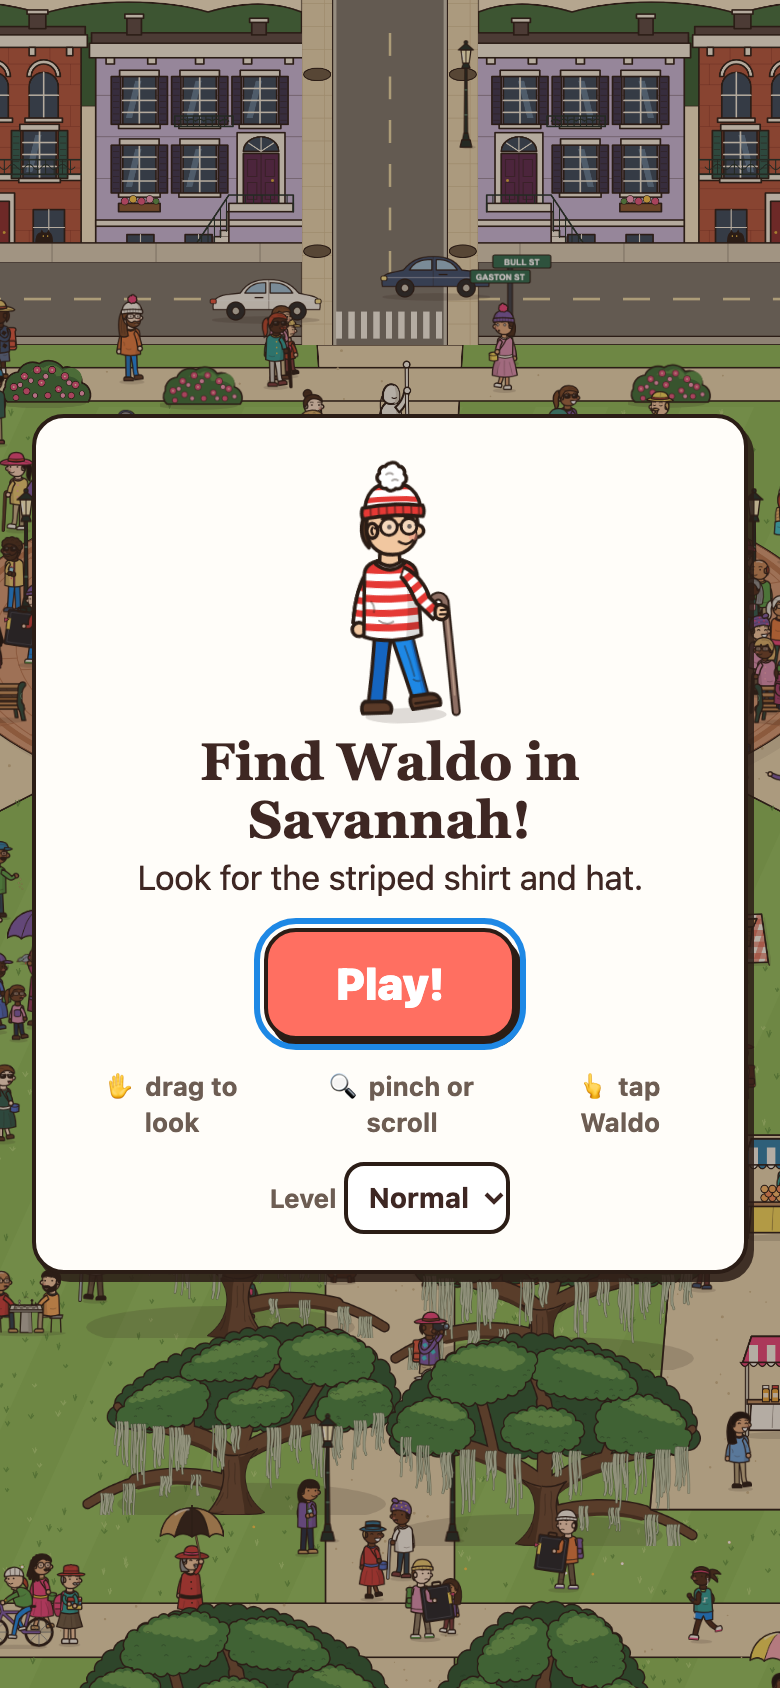 BULL ST
GASTON ST
Find Waldo in
Savannah!
Look for the striped shirt and hat.
Play!
✋ drag to
look
🔍 pinch or
scroll
👆 tap
Waldo
Level Normal